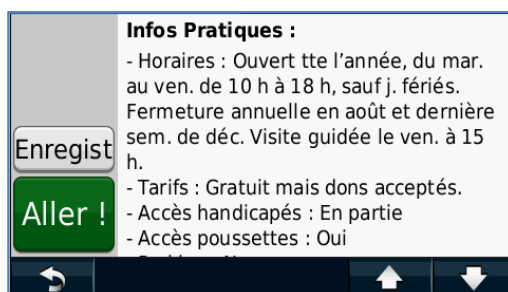 Infos Pratiques :
- Horaires : Ouvert tte l'année, du mar.
au ven. de 10 h à 18 h, sauf j. fériés.
Fermeture annuelle en août et dernière
sem. de déc. Visite guidée le ven. à 15
h.
- Tarifs : Gratuit mais dons acceptés.
- Accès handicapés : En partie
- Accès poussettes : Oui
Enregist
Aller !